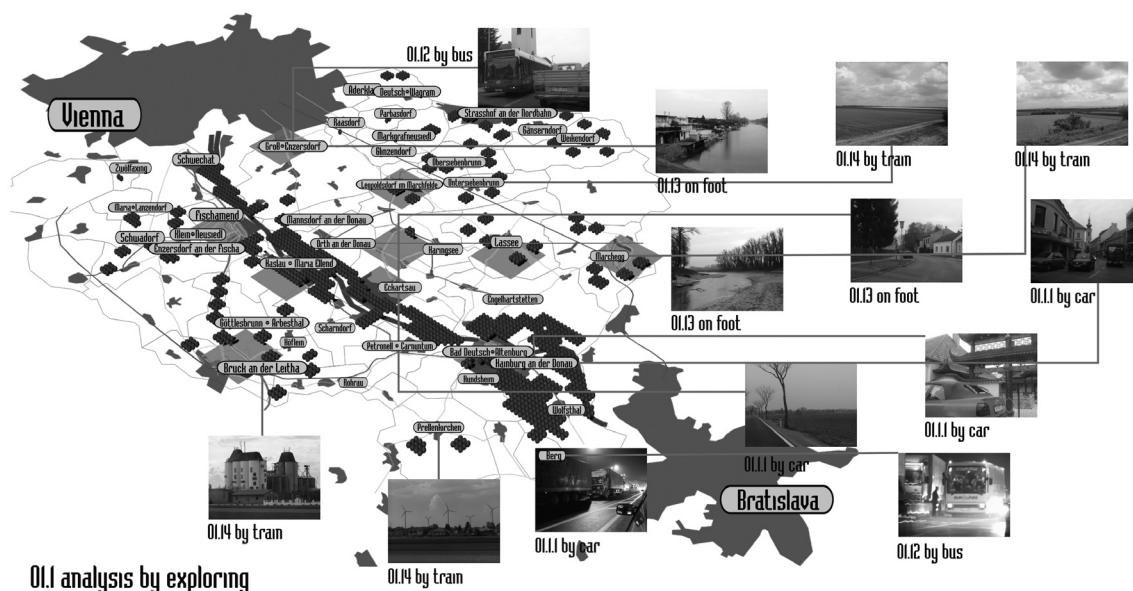 01.12 by bus
Vienna
Aderklaa
Deutsch•Wagram
Parbasdorf
Strasshof an der Nordbahn
Raasdorf
Markgrafneusiedl
Gänserndorf
Weikendorf
Groß•Enzersdorf
Glinzendorf
Obersiebenbrunn
Schwechat
Zwölfaxing
Leopoldsdorf im Marchfelde
Untersiebenbrunn
01.13 on foot
01.14 by train
01.14 by train
Maria•Lanzendorf
Fischamend
Mannsdorf an der Donau
Klein•Neusiedl
Schwadorf
Enzersdorf an der Fischa
Orth an der Donau
Haringsee
Lassee
Marchegg
Haslau • Maria Ellend
Eckartsau
Engelhartstetten
01.13 on foot
01.13 on foot
01.1.1 by car
Göttlesbrunn • Arbesthal
Scharndorf
Höflein
Petronell • Carnuntum
Bad Deutsch•Altenburg
Hainburg an der Donau
Bruck an der Leitha
Rohrau
Hundsheim
Wolfsthal
Prellenkirchen
01.1.1 by car
01.1.1 by car
Berg
Bratislava
01.14 by train
01.1.1 by car
01.12 by bus
01.14 by train
01.1 analysis by exploring